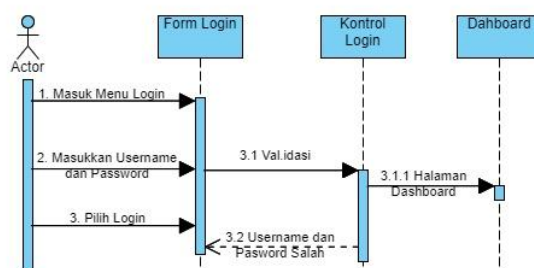 Form Login
Kontrol
Login
Dahboard
Actor
1. Masuk Menu Login
2. Masukkan Username
dan Password
3.1 Val.idasi
3.1.1 Halaman
Dashboard
3. Pilih Login
3.2 Username dan
Pasword Salah